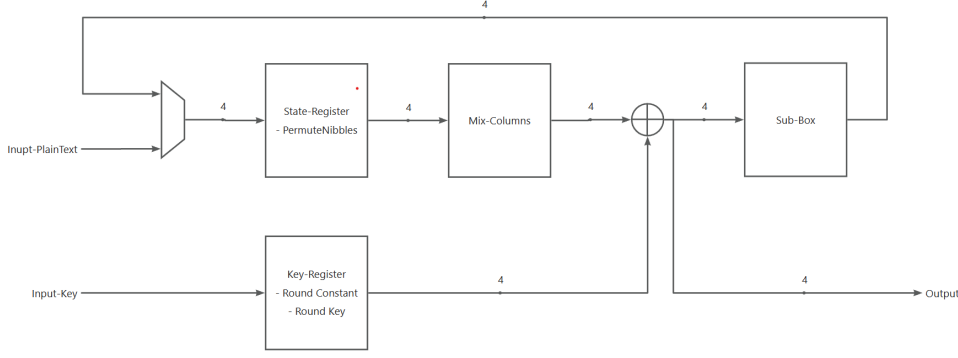 4
4
State-Register
- PermuteNibbles
4
Mix-Columns
4
4
Sub-Box
Inupt-PlainText
Input-Key
Key-Register
- Round Constant
- Round Key
4
4
Output